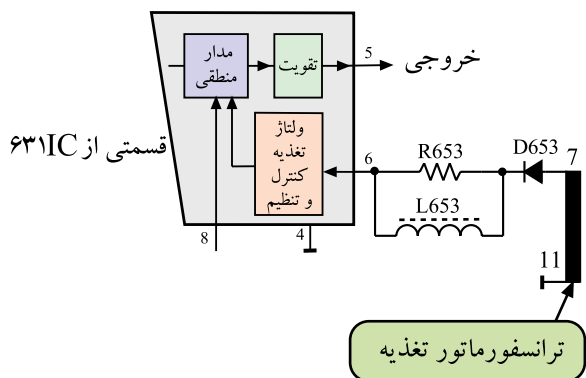 مدار
منطقی
تقویت
5
خروجی
قسمتی از ۶۳۱IC
ولتاژ
تغذیه
کنترل
و تنظیم
6
R653
D653
7
L653
8
4
11
ترانسفورماتور تغذیه